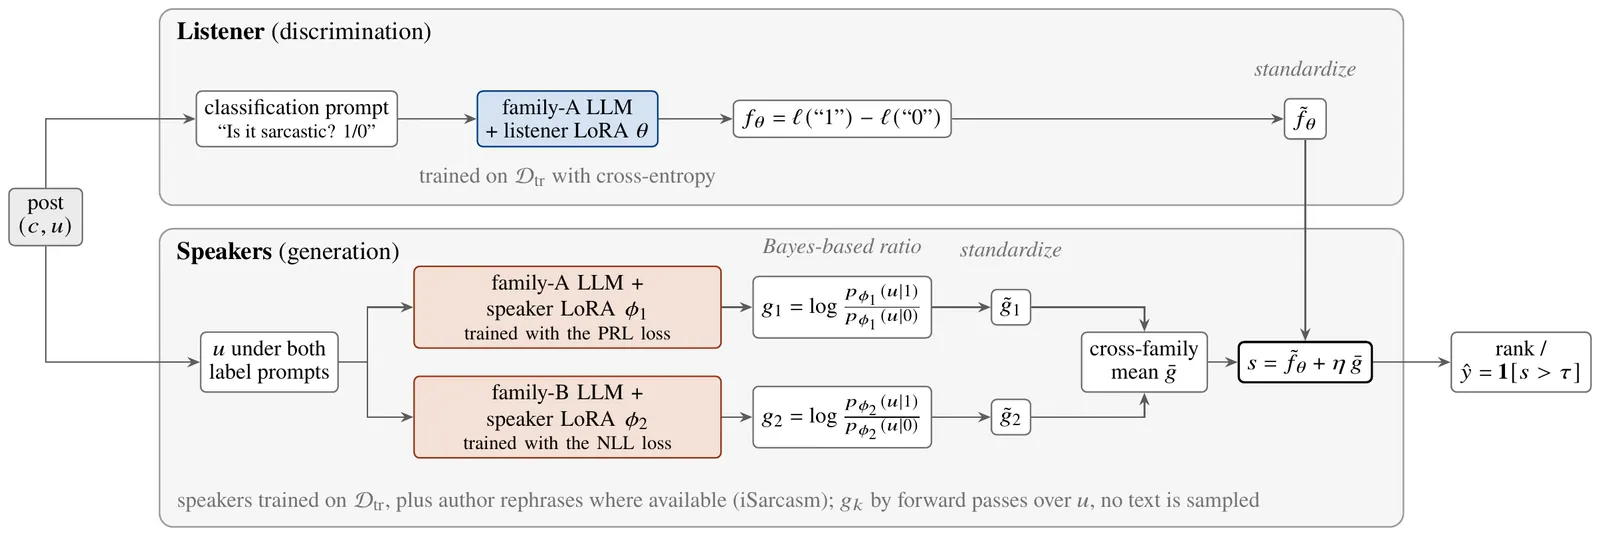 Listener (discrimination)
standardize
classification prompt
“Is it sarcastic? 1/0”
family-A LLM
+ listener LoRA θ
f_θ = ℓ(“1”) − ℓ(“0”)
f̃_θ
trained on 𝒟_tr with cross-entropy
post
(c, u)
Speakers (generation)
Bayes-based ratio
standardize
u under both
label prompts
family-A LLM +
speaker LoRA ϕ₁
trained with the PRL loss
g₁ = log p_ϕ₁(u|1) / p_ϕ₁(u|0)
g̃₁
family-B LLM +
speaker LoRA ϕ₂
trained with the NLL loss
g₂ = log p_ϕ₂(u|1) / p_ϕ₂(u|0)
g̃₂
cross-family
mean ḡ
s = f̃_θ + η ḡ
rank /
ŷ = 𝟏[s > τ]
speakers trained on 𝒟_tr, plus author rephrases where available (iSarcasm); g_k by forward passes over u, no text is sampled